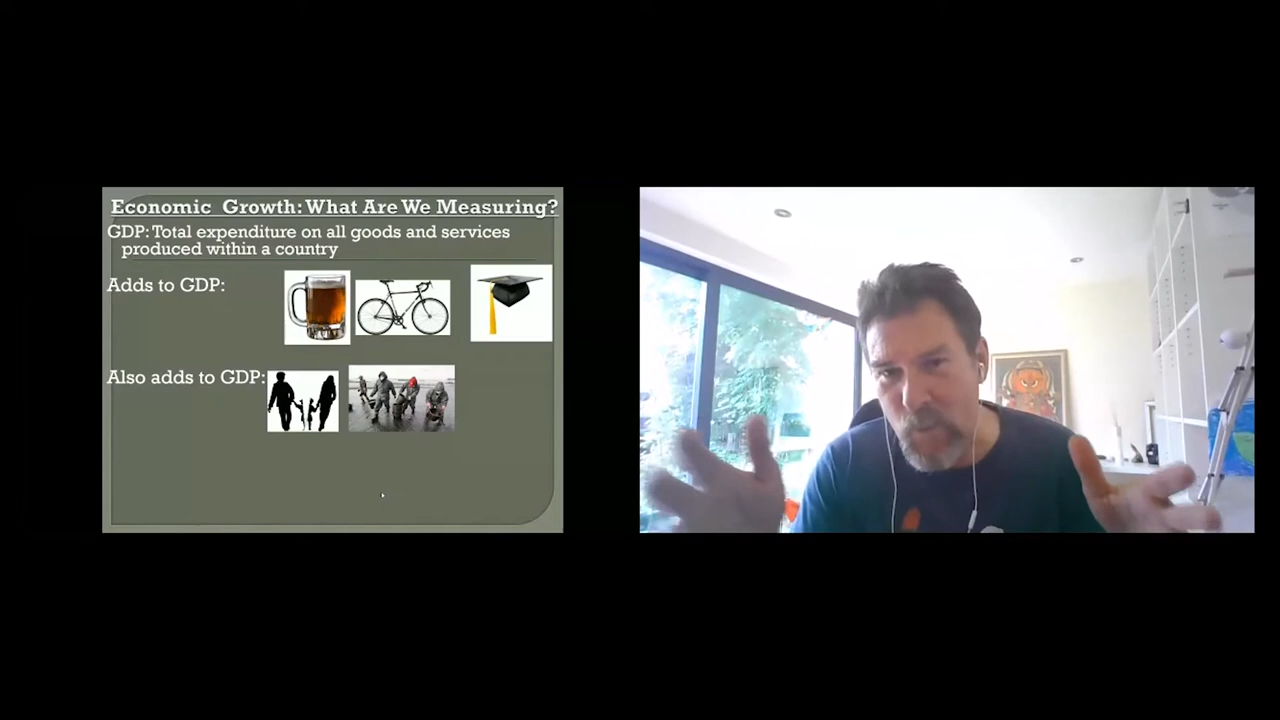 Economic Growth: What Are We Measuring?
GDP: Total expenditure on all goods and services
produced within a country
Adds to GDP:
Also adds to GDP: